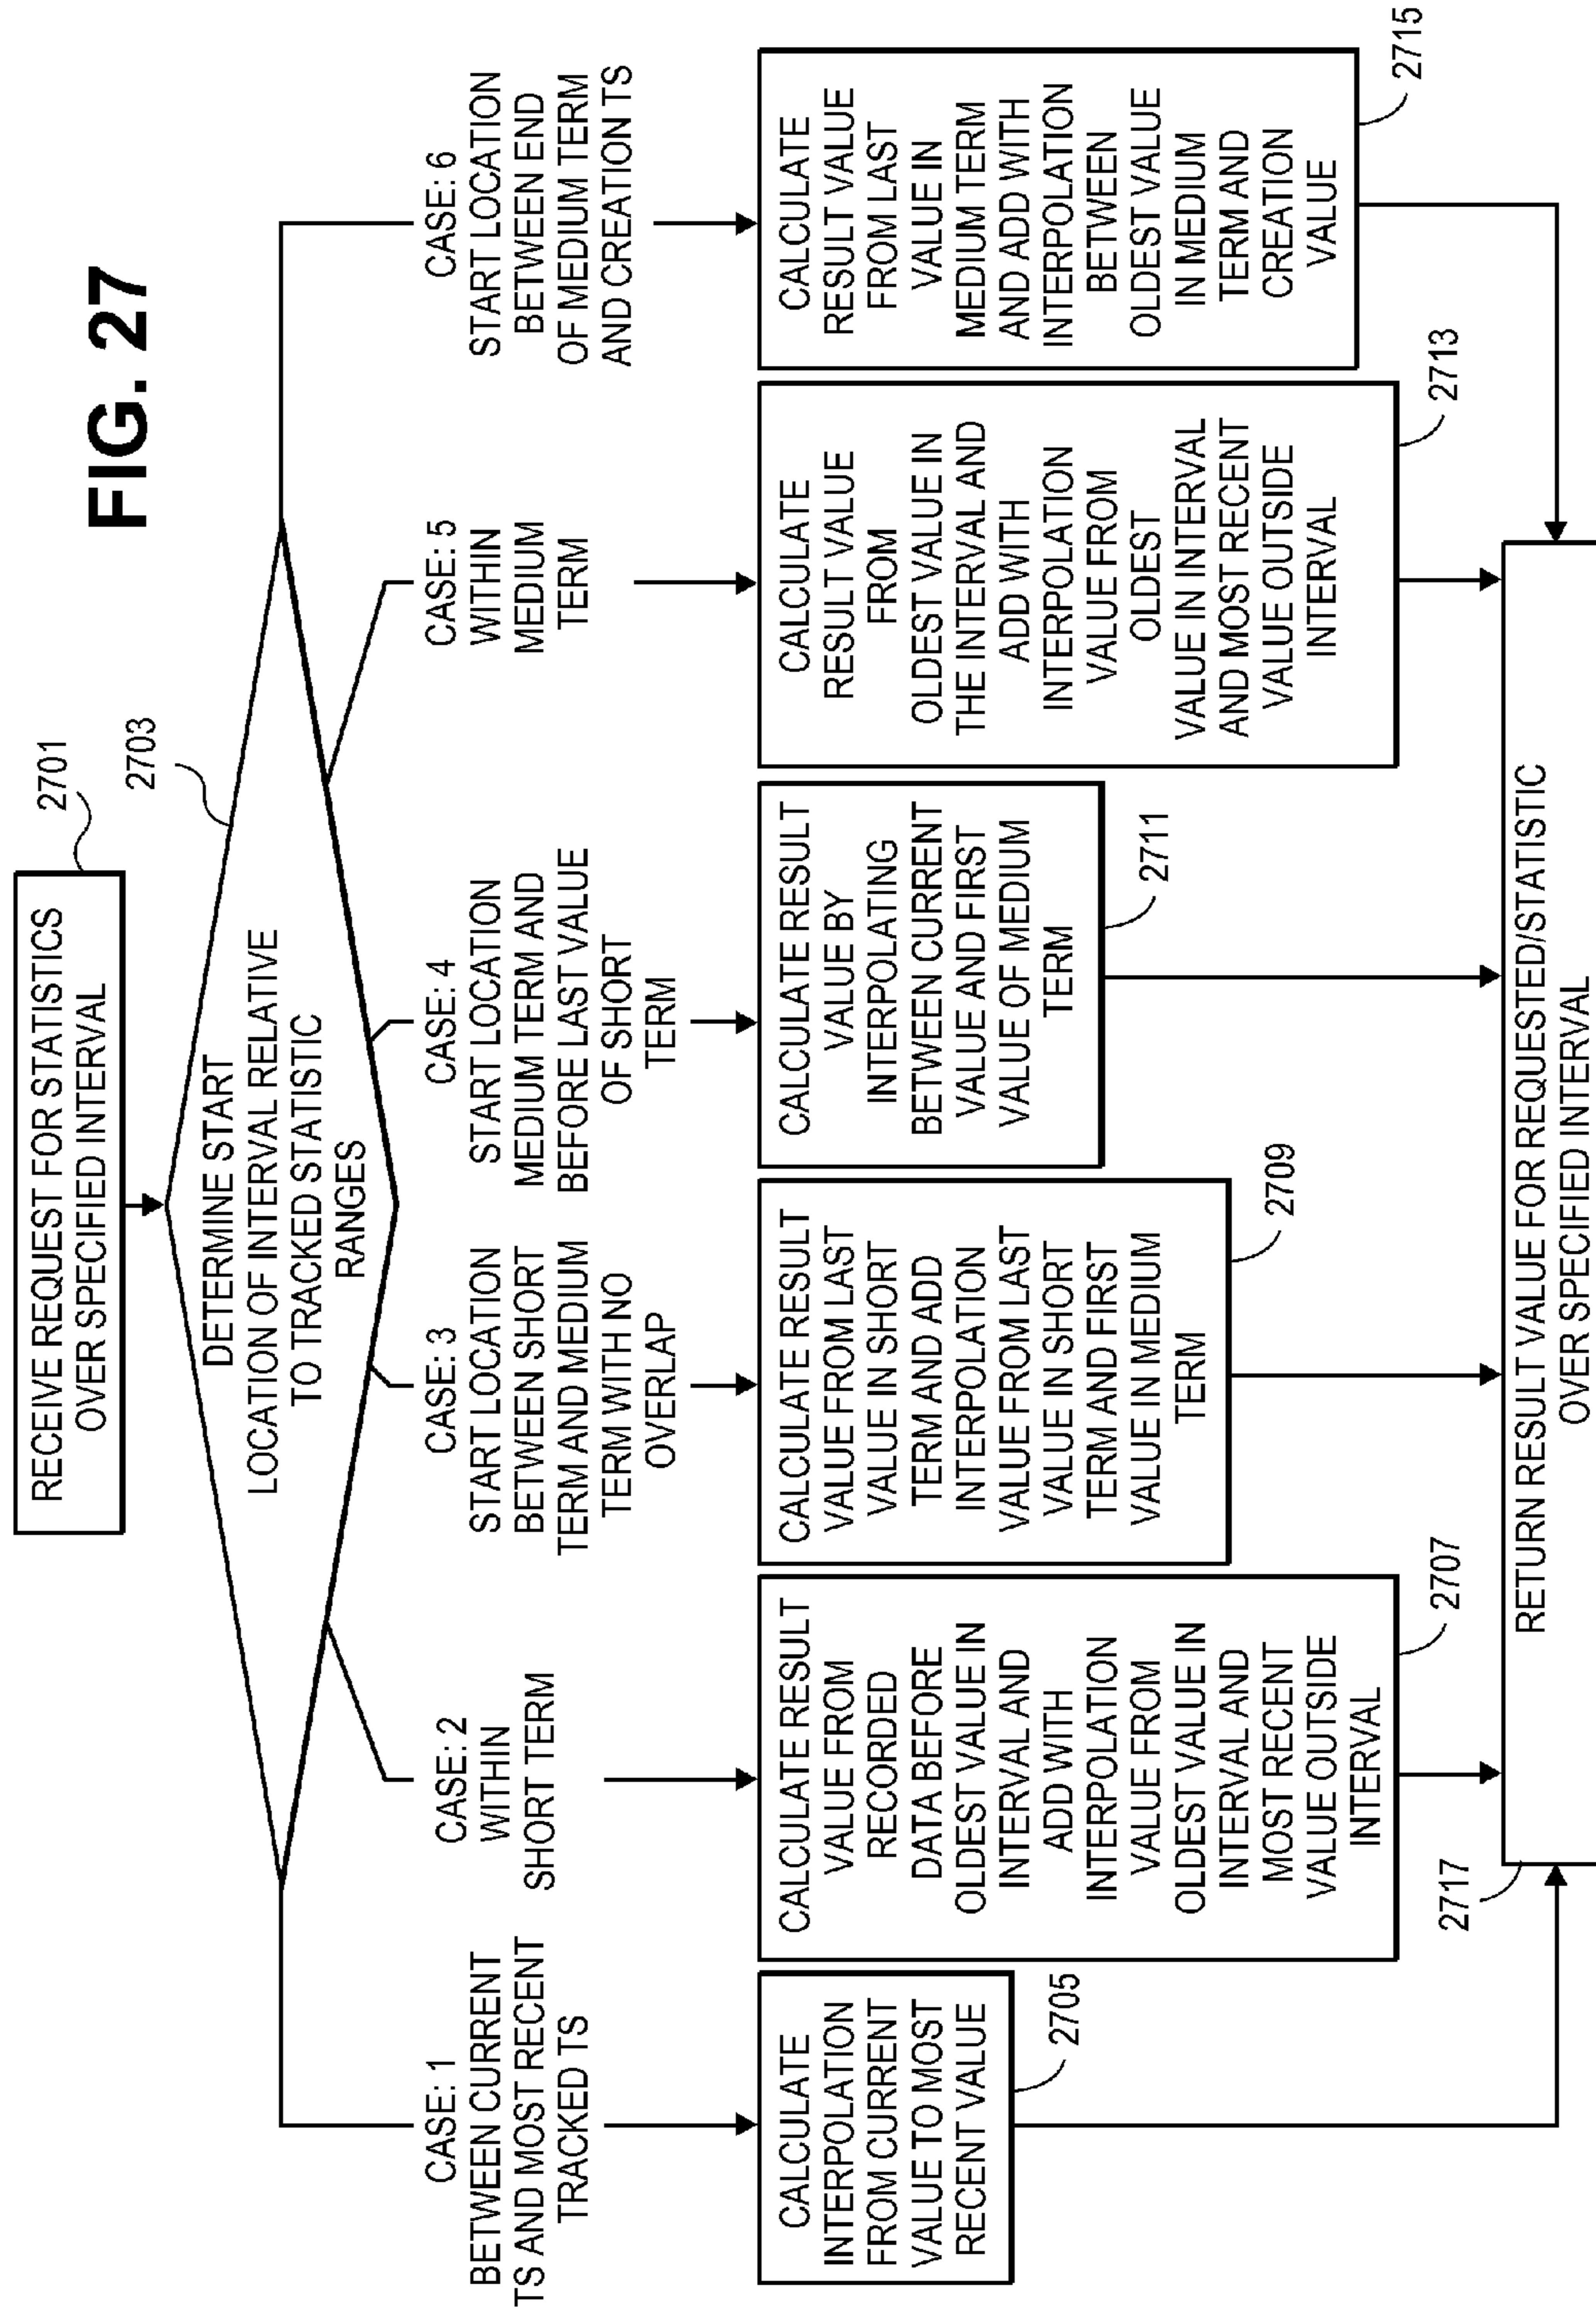 FIG. 27
RECEIVE REQUEST FOR STATISTICS
OVER SPECIFIED INTERVAL
2701
2703
DETERMINE START
LOCATION OF INTERVAL RELATIVE
TO TRACKED STATISTIC
RANGES
CASE: 1
BETWEEN CURRENT
TS AND MOST RECENT
TRACKED TS
CALCULATE
INTERPOLATION
FROM CURRENT
VALUE TO MOST
RECENT VALUE
2705
CASE: 2
WITHIN
SHORT TERM
CALCULATE RESULT
VALUE FROM
RECORDED
DATA BEFORE
OLDEST VALUE IN
INTERVAL AND
ADD WITH
INTERPOLATION
VALUE FROM
OLDEST VALUE IN
INTERVAL AND
MOST RECENT
VALUE OUTSIDE
INTERVAL
2707
CASE: 3
START LOCATION
BETWEEN SHORT
TERM AND MEDIUM
TERM WITH NO
OVERLAP
CALCULATE RESULT
VALUE FROM LAST
VALUE IN SHORT
TERM AND ADD
INTERPOLATION
VALUE FROM LAST
VALUE IN SHORT
TERM AND FIRST
VALUE IN MEDIUM
TERM
2709
CASE: 4
START LOCATION
MEDIUM TERM AND
BEFORE LAST VALUE
OF SHORT
TERM
CALCULATE RESULT
VALUE BY
INTERPOLATING
BETWEEN CURRENT
VALUE AND FIRST
VALUE OF MEDIUM
TERM
2711
CASE: 5
WITHIN
MEDIUM
TERM
CALCULATE
RESULT VALUE
FROM
OLDEST VALUE IN
THE INTERVAL AND
ADD WITH
INTERPOLATION
VALUE FROM
OLDEST
VALUE IN INTERVAL
AND MOST RECENT
VALUE OUTSIDE
INTERVAL
2713
CASE: 6
START LOCATION
BETWEEN END
OF MEDIUM TERM
AND CREATION TS
CALCULATE
RESULT VALUE
FROM LAST
VALUE IN
MEDIUM TERM
AND ADD WITH
INTERPOLATION
BETWEEN
OLDEST VALUE
IN MEDIUM
TERM AND
CREATION
VALUE
2715
2717
RETURN RESULT VALUE FOR REQUESTED/STATISTIC
OVER SPECIFIED INTERVAL